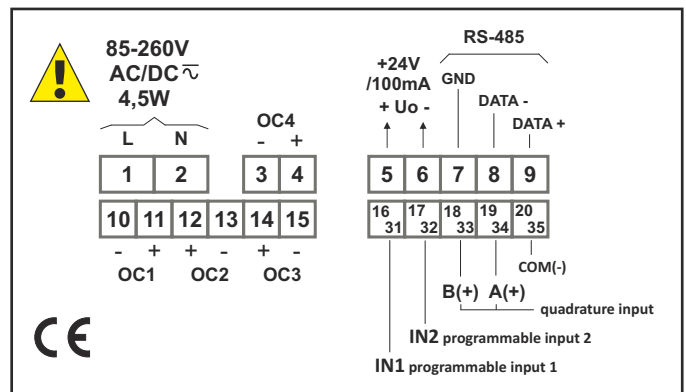 85-260V
AC/DC
4,5W
L N
OC4
- +
1 2 3 4
10 11 12 13 14 15
- + + - + -
OC1 OC2 OC3
CE
RS-485
+24V
/100mA
GND
+ Uo -
DATA -
DATA +
5 6 7 8 9
16 17 18 19 20
31 32 33 34 35
COM(-)
B(+) A(+)
quadrature input
IN2 programmable input 2
IN1 programmable input 1